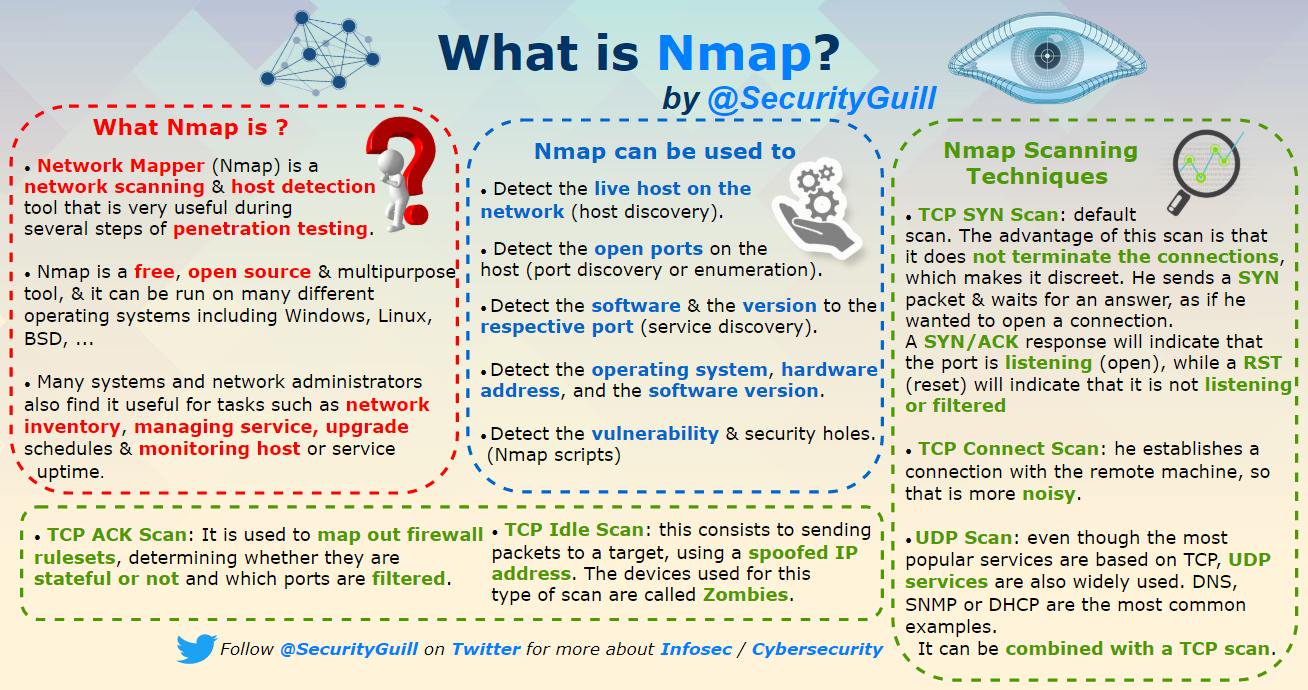 What is Nmap?
by @SecurityGuill
What Nmap is ?
• Network Mapper (Nmap) is a
network scanning & host detection
tool that is very useful during
several steps of penetration testing.
• Nmap is a free, open source & multipurpose
tool, & it can be run on many different
operating systems including Windows, Linux,
BSD, ...
• Many systems and network administrators
also find it useful for tasks such as network
inventory, managing service, upgrade
schedules & monitoring host or service
uptime.
Nmap can be used to
• Detect the live host on the
network (host discovery).
• Detect the open ports on the
host (port discovery or enumeration).
• Detect the software & the version to the
respective port (service discovery).
• Detect the operating system, hardware
address, and the software version.
• Detect the vulnerability & security holes.
(Nmap scripts)
Nmap Scanning
Techniques
• TCP SYN Scan: default
scan. The advantage of this scan is that
it does not terminate the connections,
which makes it discreet. He sends a SYN
packet & waits for an answer, as if he
wanted to open a connection.
A SYN/ACK response will indicate that
the port is listening (open), while a RST
(reset) will indicate that it is not listening
or filtered
• TCP Connect Scan: he establishes a
connection with the remote machine, so
that is more noisy.
• UDP Scan: even though the most
popular services are based on TCP, UDP
services are also widely used. DNS,
SNMP or DHCP are the most common
examples.
It can be combined with a TCP scan.
• TCP ACK Scan: It is used to map out firewall
rulesets, determining whether they are
stateful or not and which ports are filtered.
• TCP Idle Scan: this consists to sending
packets to a target, using a spoofed IP
address. The devices used for this
type of scan are called Zombies.
Follow @SecurityGuill on Twitter for more about Infosec / Cybersecurity